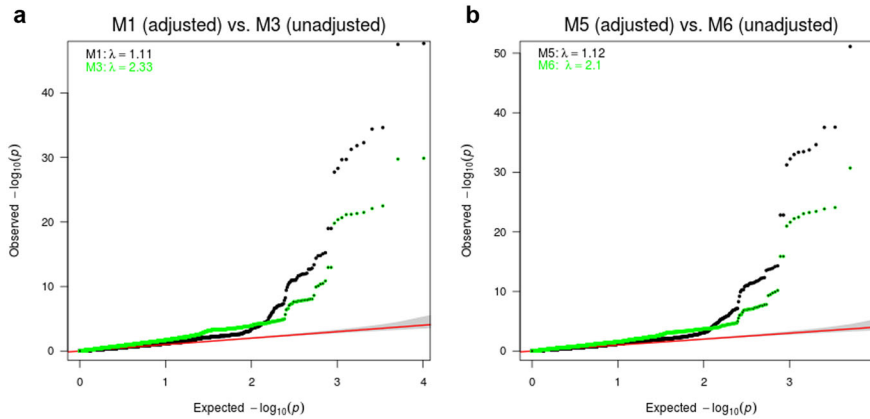 a
M1 (adjusted) vs. M3 (unadjusted)
M1: λ = 1.11
M3: λ = 2.33
Observed −log10(p)
40
30
20
10
0
0 1 2 3 4
Expected −log10(p)
b
M5 (adjusted) vs. M6 (unadjusted)
M5: λ = 1.12
M6: λ = 2.1
Observed −log10(p)
50
40
30
20
10
0
0 1 2 3
Expected −log10(p)